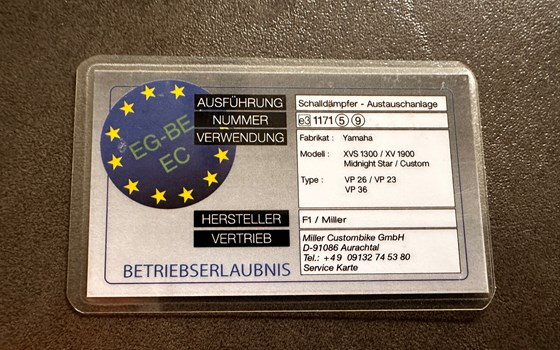 EG-BE
EC
AUSFÜHRUNG Schalldämpfer - Austauschanlage
NUMMER e3 1171 5 9
VERWENDUNG Fabrikat : Yamaha
Modell : XVS 1300 / XV 1900
Midnight Star / Custom
Type : VP 26 / VP 23
VP 36
HERSTELLER F1 / Miller
VERTRIEB Miller Custombike GmbH
D-91086 Aurachtal
Tel.: +49 09132 74 53 80
Service Karte
BETRIEBSERLAUBNIS